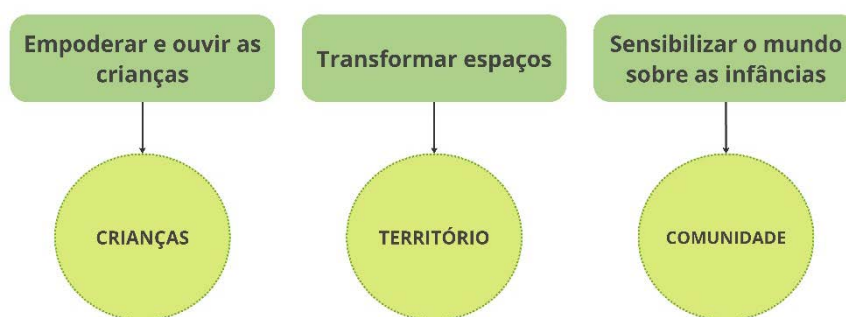 Empoderar e ouvir as
crianças
Transformar espaços
Sensibilizar o mundo
sobre as infâncias
CRIANÇAS
TERRITÓRIO
COMUNIDADE